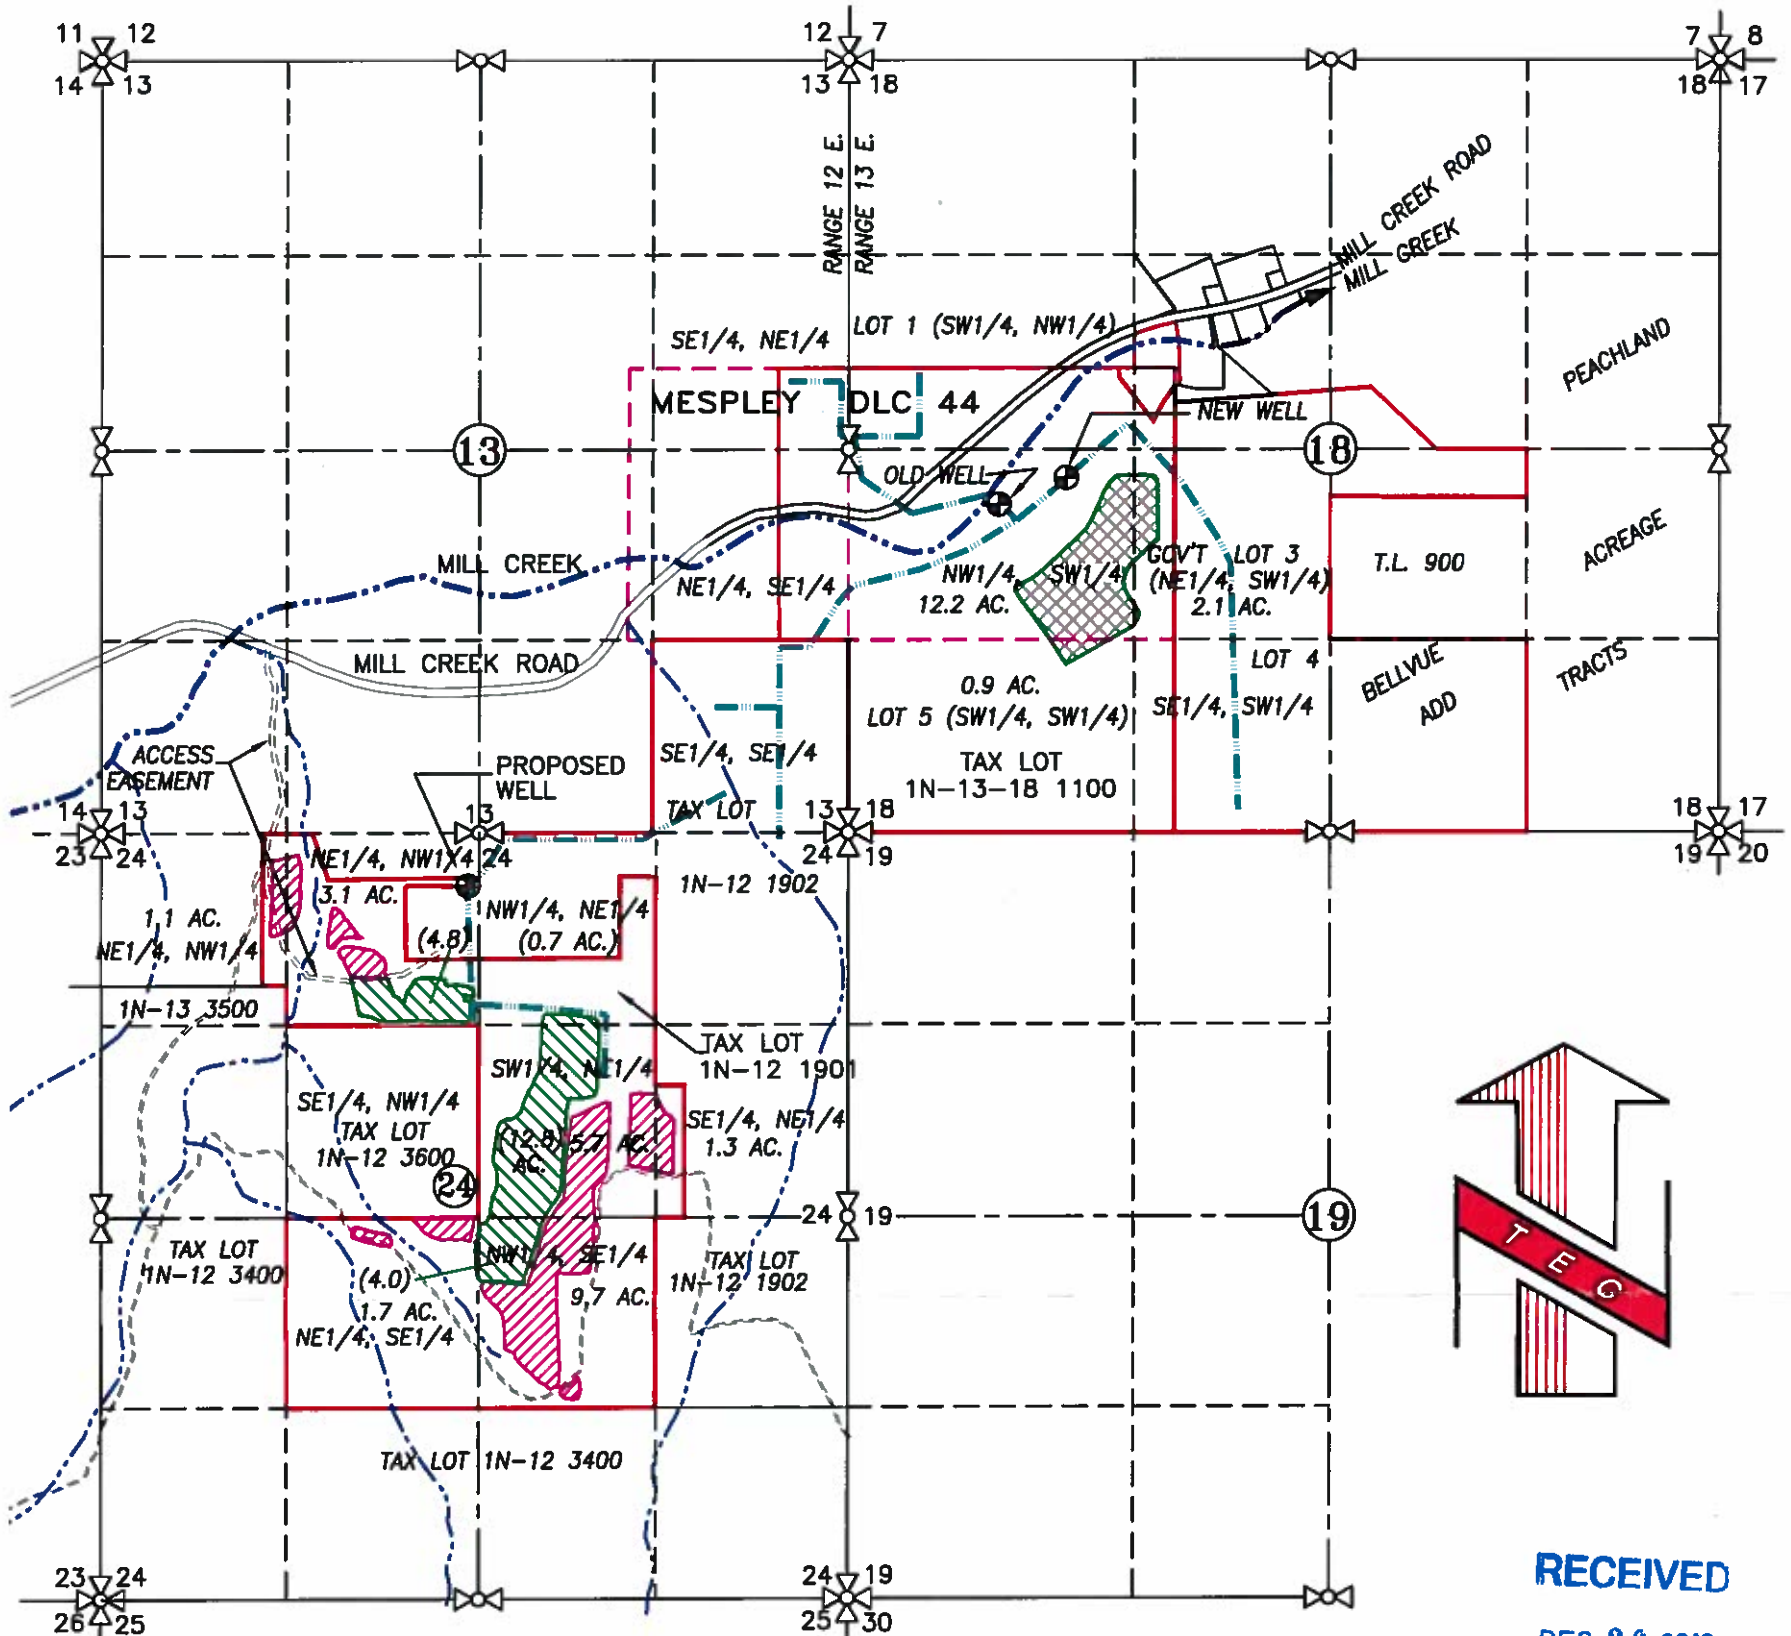 11 12
14 13
12 7
13 18
7 8
18 17
RANGE 12 E.
RANGE 13 E.
MILL CREEK ROAD
MILL CREEK
SE1/4, NE1/4
LOT 1 (SW1/4, NW1/4)
PEACHLAND
MESPLEY DLC 44
NEW WELL
13
18
OLD WELL
ACREAGE
MILL CREEK
NE1/4, SE1/4
NW1/4, SW1/4
12.2 AC.
GOV'T LOT 3
(NE1/4, SW1/4)
2.1 AC.
T.L. 900
MILL CREEK ROAD
LOT 4
BELLVUE
ADD
TRACTS
0.9 AC.
LOT 5 (SW1/4, SW1/4)
SE1/4, SW1/4
TAX LOT
1N-13-18 1100
SE1/4, SE1/4
ACCESS
EASEMENT
PROPOSED
WELL
TAX LOT
14 13
23 24
13
24
13 18
24 19
18 17
19 20
NE1/4, NW1/4
3.1 AC.
1N-12 1902
1.1 AC.
NE1/4, NW1/4
NW1/4, NE1/4
(4.8)
(0.7 AC.)
1N-13 3500
TAX LOT
1N-12 1901
SW1/4, NE1/4
SE1/4, NW1/4
TAX LOT
1N-12 3600
(12.8)
AC.
5.7 AC.
SE1/4, NE1/4
1.3 AC.
24
24 19
19
TAX LOT
1N-12 3400
NW1/4, SE1/4
(4.0)
1.7 AC.
NE1/4, SE1/4
9.7 AC.
TAX LOT
1N-12 1902
TEC
TAX LOT 1N-12 3400
RECEIVED
23 24
26 25
24 19
25 30